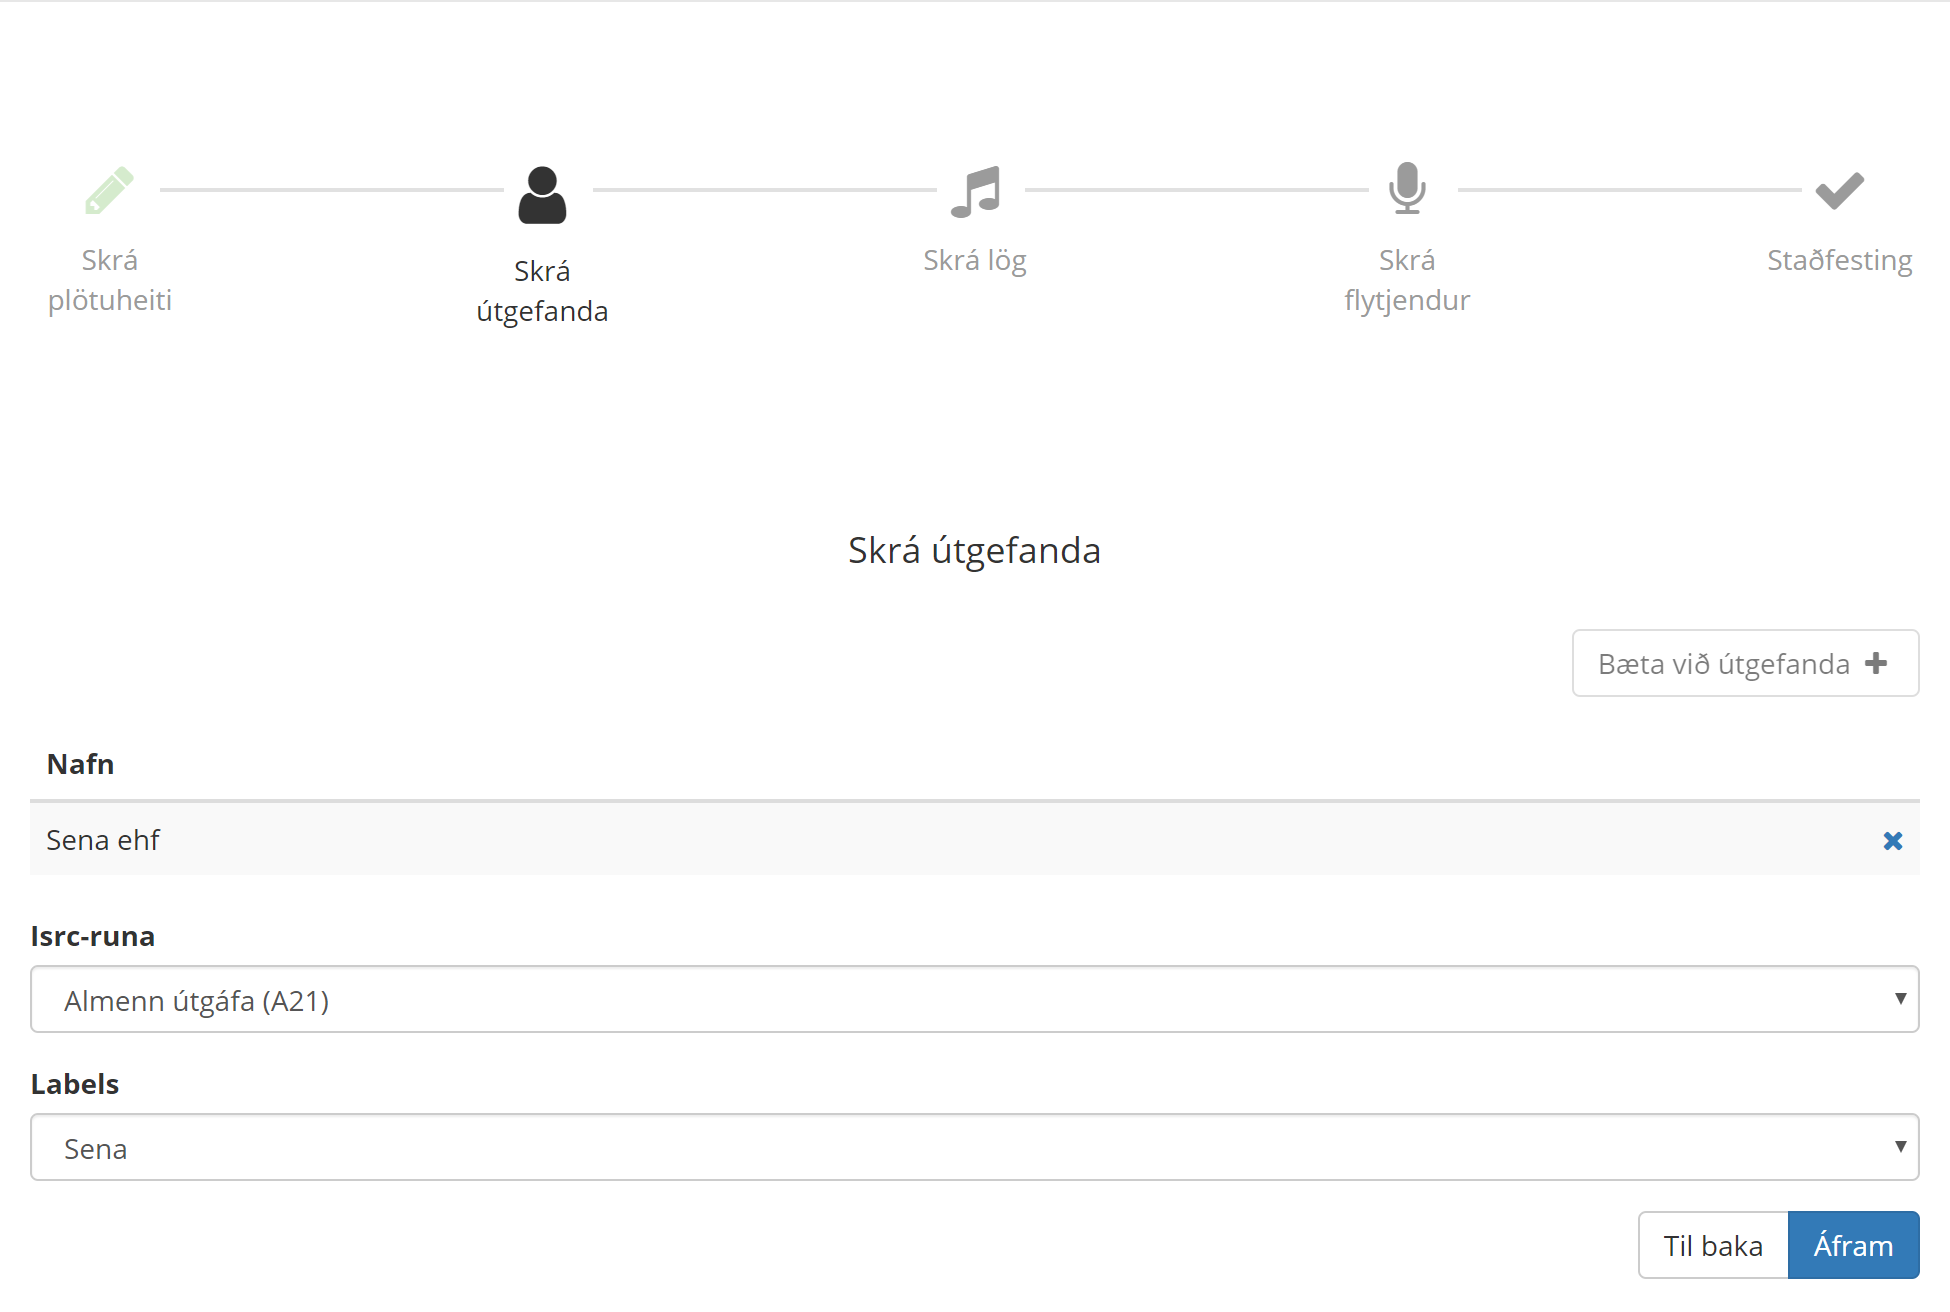 Skrá
plötuheiti
Skrá
útgefanda
Skrá lög
Skrá
flytjendur
Staðfesting
Skrá útgefanda
Bæta við útgefanda
Nafn
Sena ehf
Isrc-runa
Almenn útgáfa (A21)
Labels
Sena
Til baka
Áfram